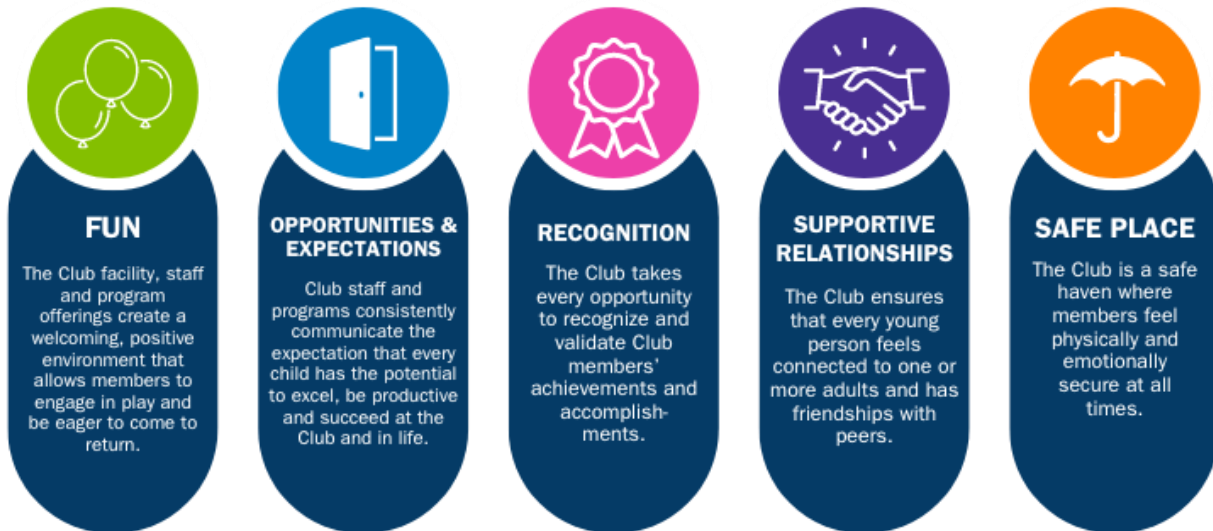 FUN
The Club facility, staff
and program
offerings create a
welcoming, positive
environment that
allows members to
engage in play and
be eager to come to
return.
OPPORTUNITIES &
EXPECTATIONS
Club staff and
programs consistently
communicate the
expectation that every
child has the potential
to excel, be productive
and succeed at the
Club and in life.
RECOGNITION
The Club takes
every opportunity
to recognize and
validate Club
members'
achievements and
accomplish-
ments.
SUPPORTIVE
RELATIONSHIPS
The Club ensures
that every young
person feels
connected to one or
more adults and has
friendships with
peers.
SAFE PLACE
The Club is a safe
haven where
members feel
physically and
emotionally
secure at all
times.